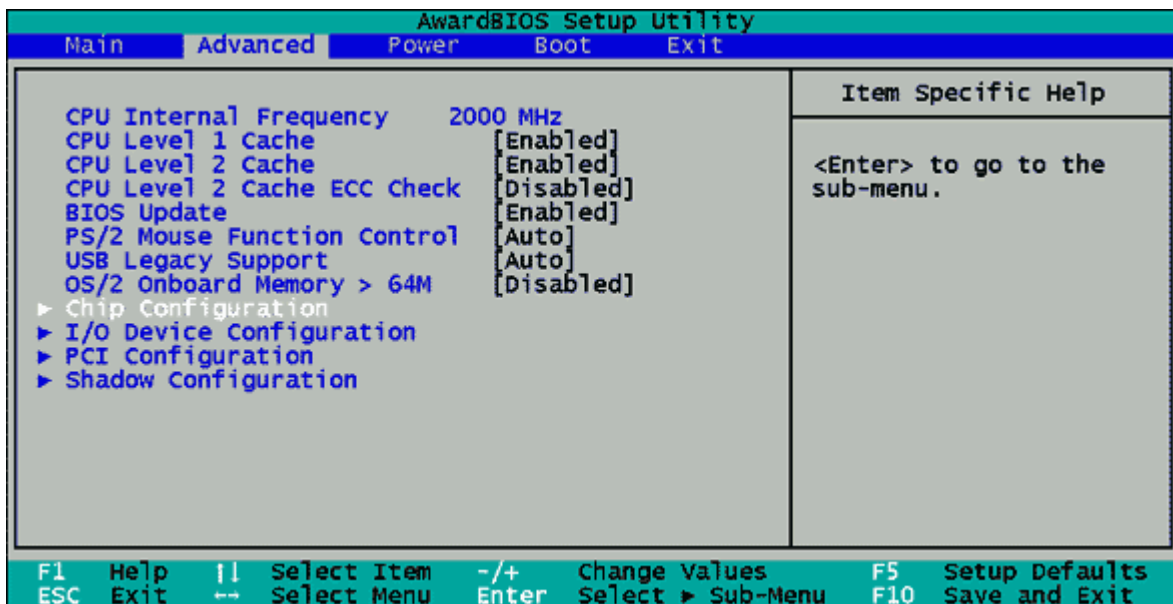 AwardBIOS Setup Utility
Main Advanced Power Boot Exit
CPU Internal Frequency 2000 MHz
CPU Level 1 Cache [Enabled]
CPU Level 2 Cache [Enabled]
CPU Level 2 Cache ECC Check [Disabled]
BIOS Update [Enabled]
PS/2 Mouse Function Control [Auto]
USB Legacy Support [Auto]
OS/2 Onboard Memory > 64M [Disabled]
► Chip Configuration
► I/O Device Configuration
► PCI Configuration
► Shadow Configuration
Item Specific Help
<Enter> to go to the
sub-menu.
F1 Help ↑↓ Select Item -/+ Change Values F5 Setup Defaults
ESC Exit ←→ Select Menu Enter Select ► Sub-Menu F10 Save and Exit